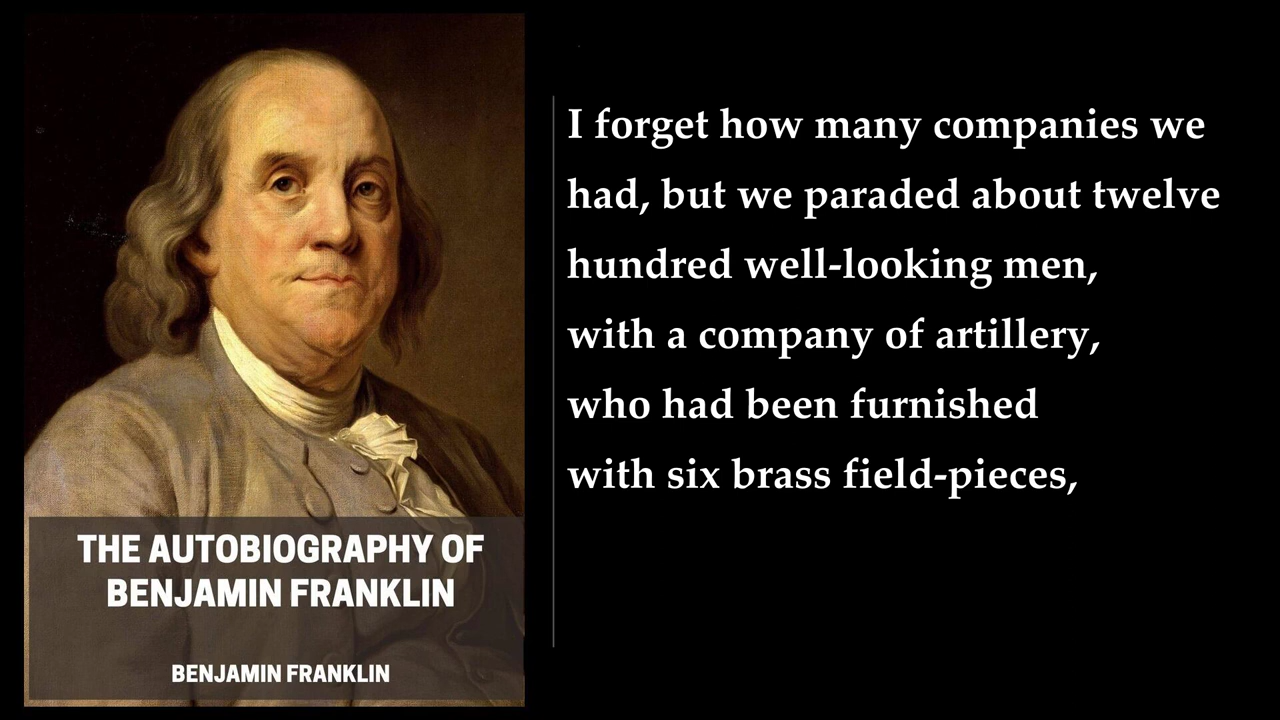 I forget how many companies we
had, but we paraded about twelve
hundred well-looking men,
with a company of artillery,
who had been furnished
with six brass field-pieces,
THE AUTOBIOGRAPHY OF
BENJAMIN FRANKLIN
BENJAMIN FRANKLIN